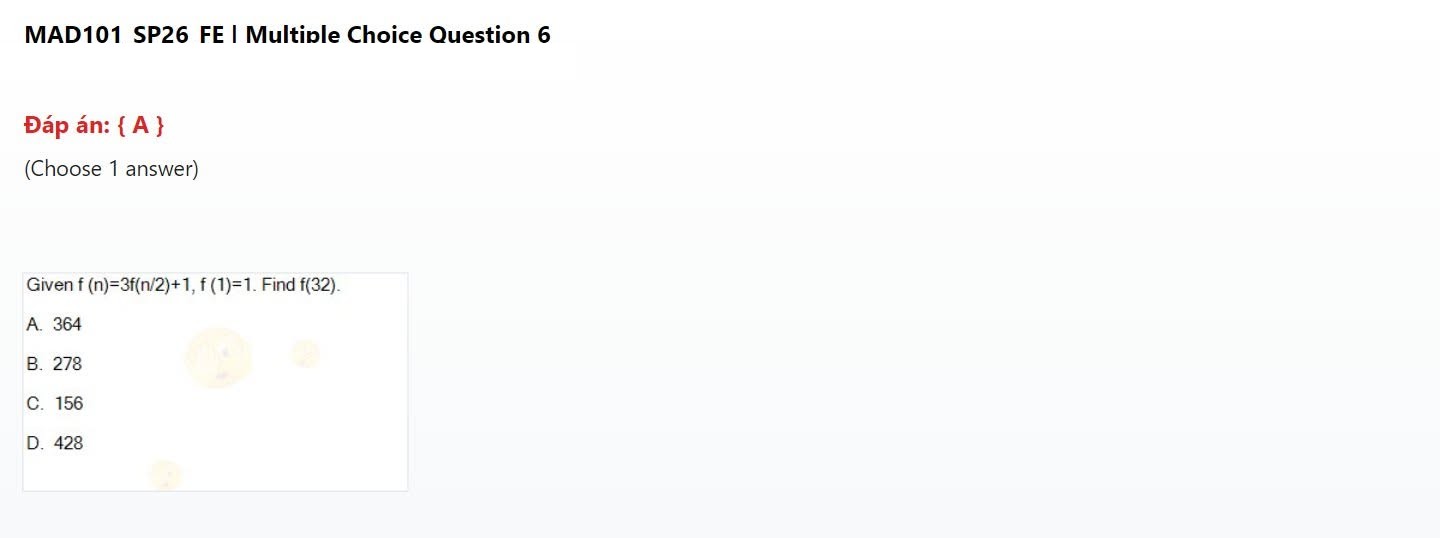 MAD101_SP26_FE | Multiple Choice Question 6
Đáp án: { A }
(Choose 1 answer)
Given f (n)=3f(n/2)+1, f (1)=1. Find f(32).
A. 364
B. 278
C. 156
D. 428